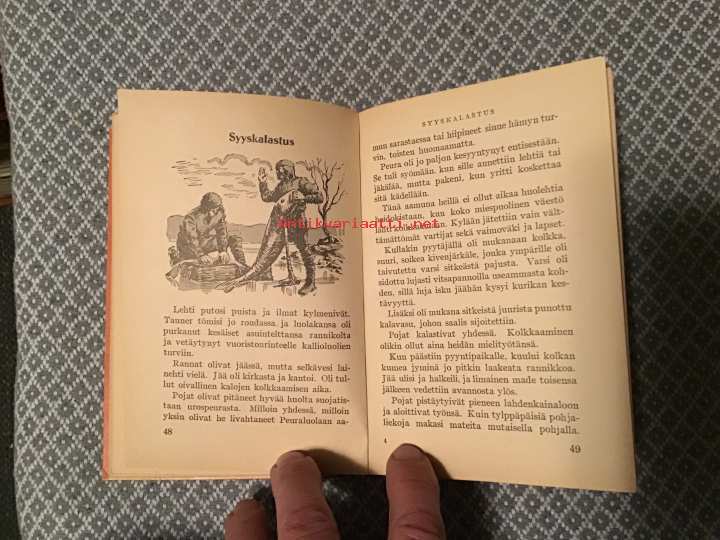 Syyskalastus
Lehti putosi puista ja ilmat kylmenivät.
Tanner tömisi jo roudassa ja luolakansa oli
purkanut kesäiset asuintelttansa rannikolta
ja vetäytynyt vuoristorinteelle kallioluolien
turviin.
Rannat olivat jäässä, mutta selkävesi lai-
nehti vielä. Jää oli kirkasta ja kantoi. Oli tul-
lut oivallinen kalojen kolkkaamisen aika.
Pojat olivat pitäneet hyvää huolta suojatis-
taan urospeurasta. Milloin yhdessä, milloin
yksin olivat he livahtaneet Peuraluolaan aa-
48
antikvariaatti.net
SYYSKALASTUS
mun sarastaessa tai hiipineet sinne hämyn tur-
vin, toisten huomaamatta.
Peura oli jo paljon kesyyntynyt entisestään.
Se tuli syömään, kun sille annettiin lehtiä tai
jäkälää, mutta pakeni, kun yritti koskettaa
sitä kädellään.
Tänä aamuna heillä ei ollut aikaa huolehtia
kun koko miespuolinen väestö
Kylään jätettiin vain vält-
tämättömät vartijat sekä vaimoväki ja lapset.
Kullakin pyytäjällä oli mukanaan kolkka,
suuri, soikea kivenjärkäle, jonka ympärille oli
taivutettu varsi sitkeästä pajusta. Varsi oli
sidottu lujasti vitsapannoilla useammasta koh-
den, sillä luja isku jäähän kysyi kurikan kes-
tävyyttä.
Lisäksi oli mukana sitkeistä juurista punottu
kalavasu, johon saalis sijoitettiin.
Pojat kalastivat yhdessä. Kolkkaaminen
olikin ollut aina heidän mielityötänsä.
Kun päästiin pyyntipaikalle, kuului kolkan
kumea jyminä jo pitkin laakeata rannikkoa.
Jää ulisi ja halkeili, ja ilmainen made toisensa
jälkeen vedettiin avannosta ylös.
Pojat pistäytyivät pieneen lahdenkainaloon
ja aloittivat työnsä. Kuin tylppäpäisiä pohja-
liekoja makasi mateita mutaisella pohjalla.
4
49